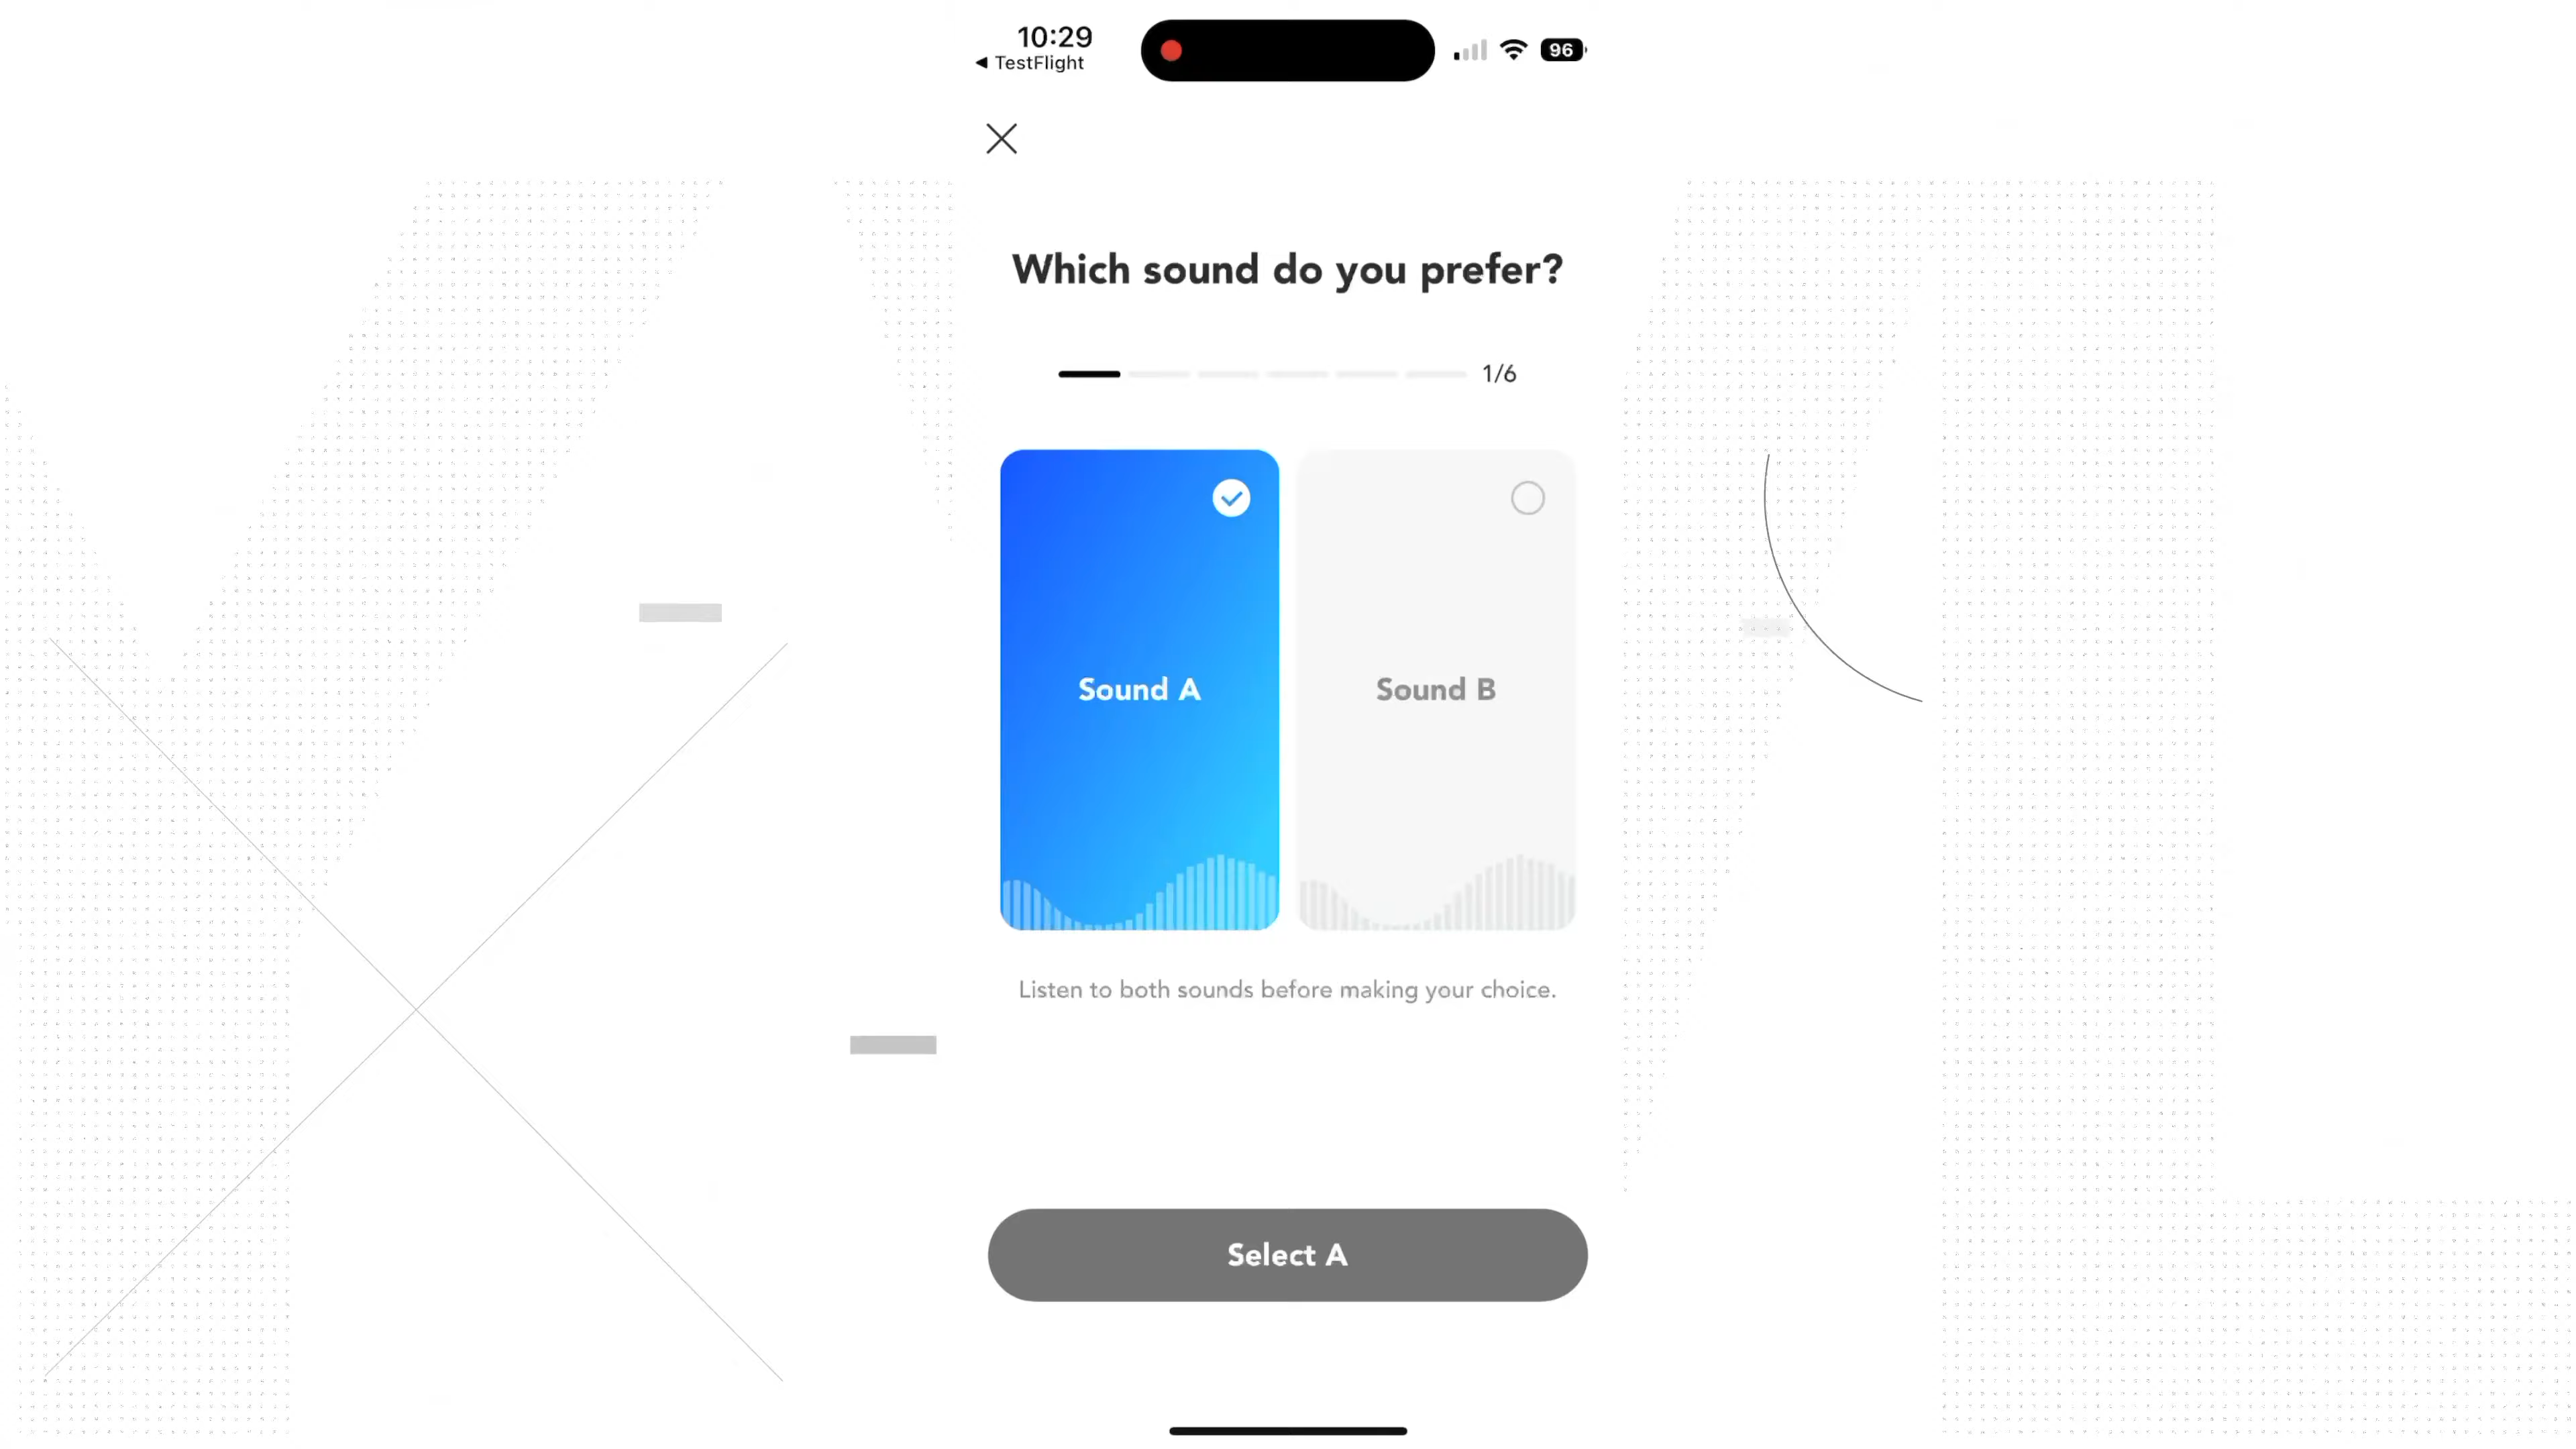 10:29
96
◀ TestFlight
Which sound do you prefer?
1/6
Sound A
Sound B
Listen to both sounds before making your choice.
Select A